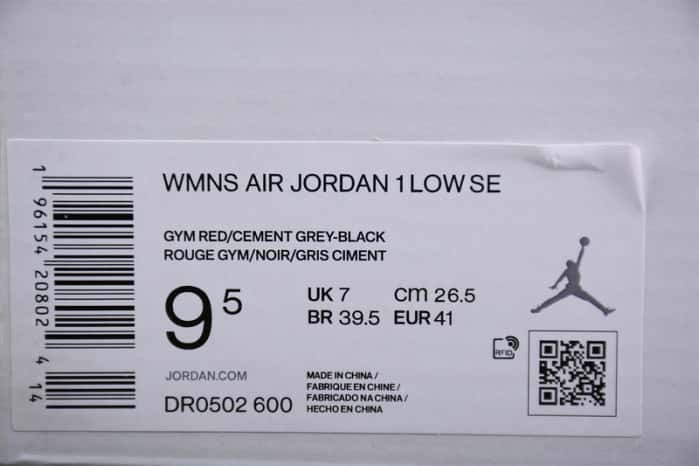 WMNS AIR JORDAN 1 LOW SE
GYM RED/CEMENT GREY-BLACK
ROUGE GYM/NOIR/GRIS CIMENT
9 5
UK 7 cm 26.5
BR 39.5 EUR 41
RFID
JORDAN.COM
DR0502 600
MADE IN CHINA /
FABRIQUE EN CHINE /
FABRICADO NA CHINA /
HECHO EN CHINA
1 96154 20802 4 14